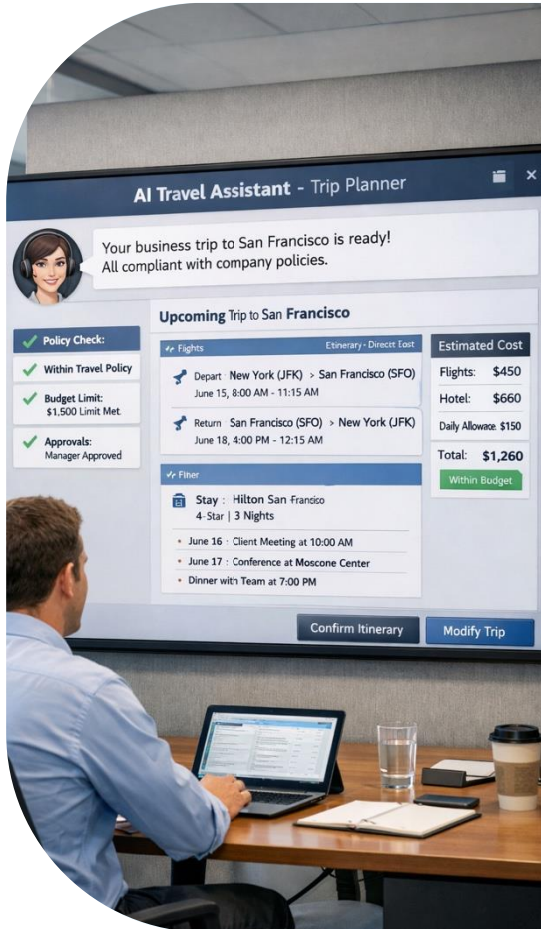 AI Travel Assistant - Trip Planner
Your business trip to San Francisco is ready!
All compliant with company policies.
Upcoming Trip to San Francisco
Policy Check:
Within Travel Policy
Budget Limit:
$1,500 Limit Met.
Approvals:
Manager Approved
Flights Etinerary - Directt Eost
Depart New York (JFK) > San Francisco (SFO)
June 15, 8:00 AM - 11:15 AM
Return San Francisco (SFO) > New York (JFK)
June 18, 4:00 PM - 12:15 AM
Fliner
Stay : Hilton San Francisco
4-Star | 3 Nights
• June 16 · Client Meeting at 10:00 AM
• June 17 : Conference at Moscone Center
• Dinner with Team at 7:00 PM
Estimated Cost
Flights: $450
Hotel: $660
Daily Allowace. $150
Total: $1,260
Within Budget
Confirm Itinerary
Modify Trip